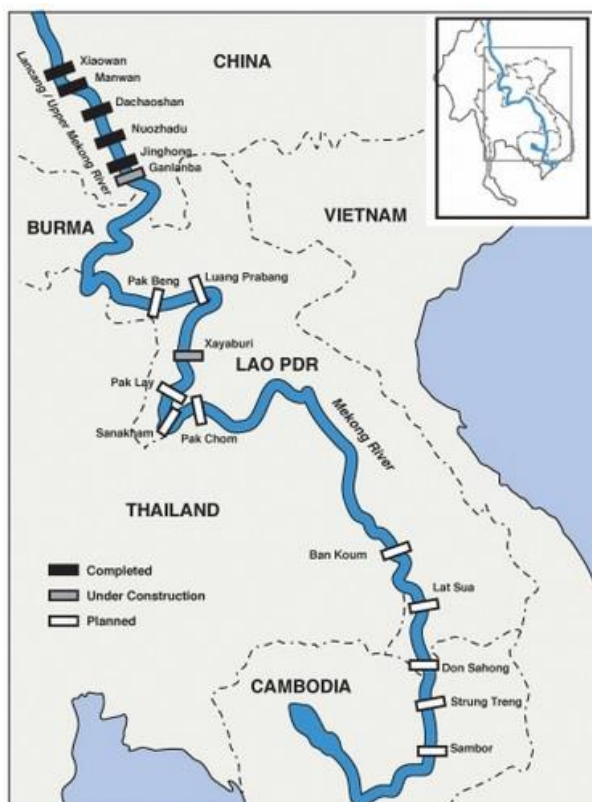 Xiaowan
CHINA
Manwan
Dachaoshan
Lancang / Upper Mekong River
Nuozhadu
Jinghong
Ganlanba
BURMA
VIETNAM
Pak Beng
Luang Prabang
Xayaburi
LAO PDR
Pak Lay
Mekong River
Sanakham
Pak Chom
THAILAND
Ban Koum
Completed
Under Construction
Lat Sua
Planned
Don Sahong
CAMBODIA
Strung Treng
Sambor